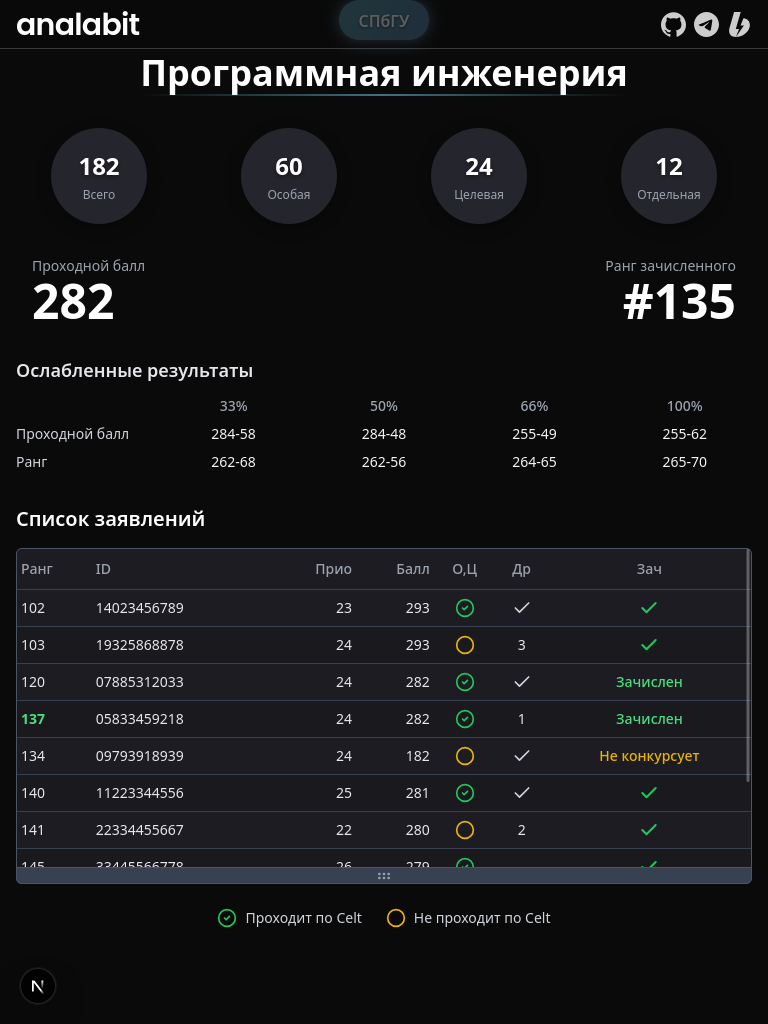 analabit
СПбГУ
Программная инженерия
182 60 24 12
Всего Особая Целевая Отдельная
Проходной балл Ранг зачисленного
282 #135
Ослабленные результаты
33% 50% 66% 100%
Проходной балл 284-58 284-48 255-49 255-62
Ранг 262-68 262-56 264-65 265-70
Список заявлений
Ранг ID Прио Балл О,Ц Др Зач
102 14023456789 23 293
103 19325868878 24 293 3
120 07885312033 24 282 Зачислен
137 05833459218 24 282 1 Зачислен
134 09793918939 24 182 Не конкурсует
140 11223344556 25 281
141 22334455667 22 280 2
145 33445566778 26 279
Проходит по Celt Не проходит по Celt
N